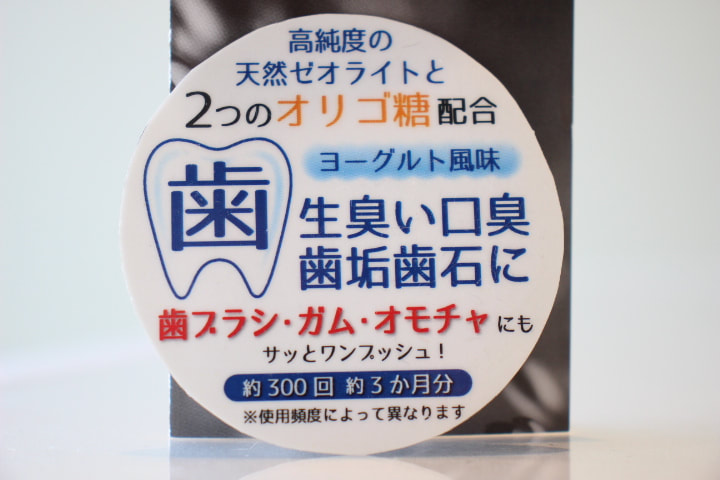 高純度の
天然ゼオライトと
2つのオリゴ糖配合
ヨーグルト風味
歯
生臭い口臭
歯垢歯石に
歯ブラシ・ガム・オモチャにも
サッとワンプッシュ！
約300回 約3か月分
※使用頻度によって異なります